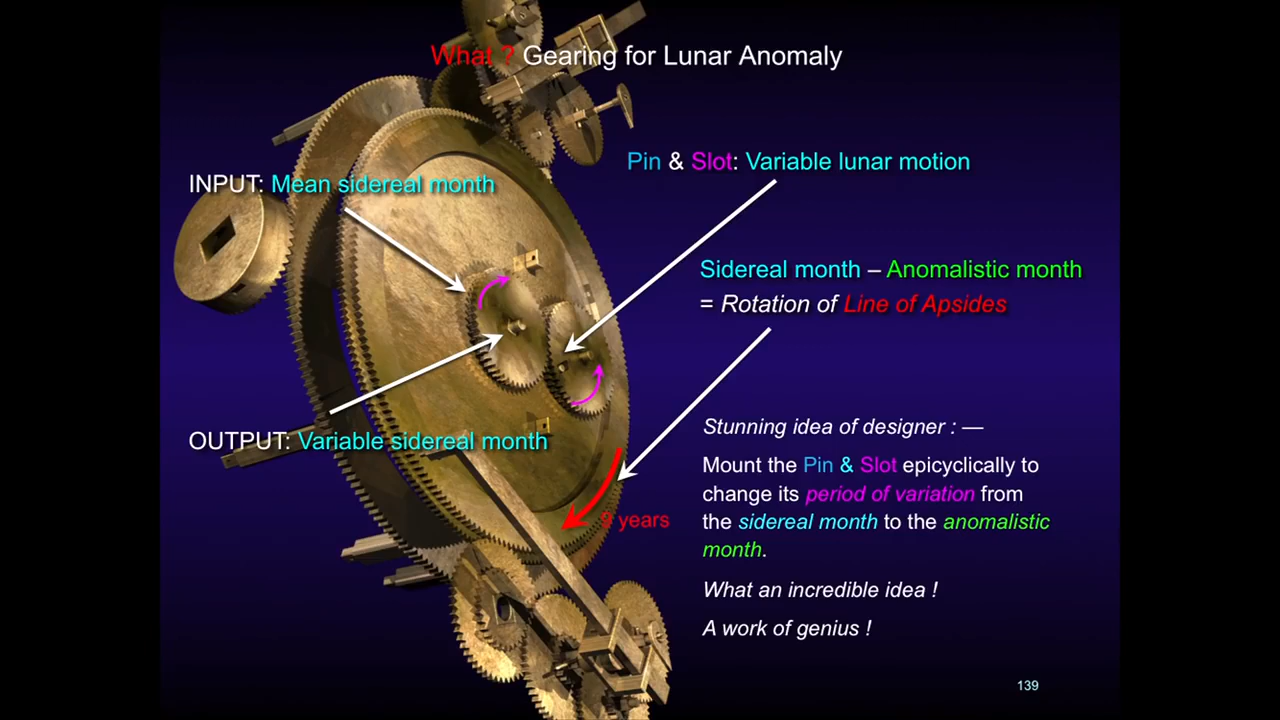 What ? Gearing for Lunar Anomaly
Pin & Slot: Variable lunar motion
INPUT: Mean sidereal month
Sidereal month – Anomalistic month
= Rotation of Line of Apsides
Stunning idea of designer : —
OUTPUT: Variable sidereal month
Mount the Pin & Slot epicyclically to
change its period of variation from
the sidereal month to the anomalistic
month.
9 years
What an incredible idea !
A work of genius !
139